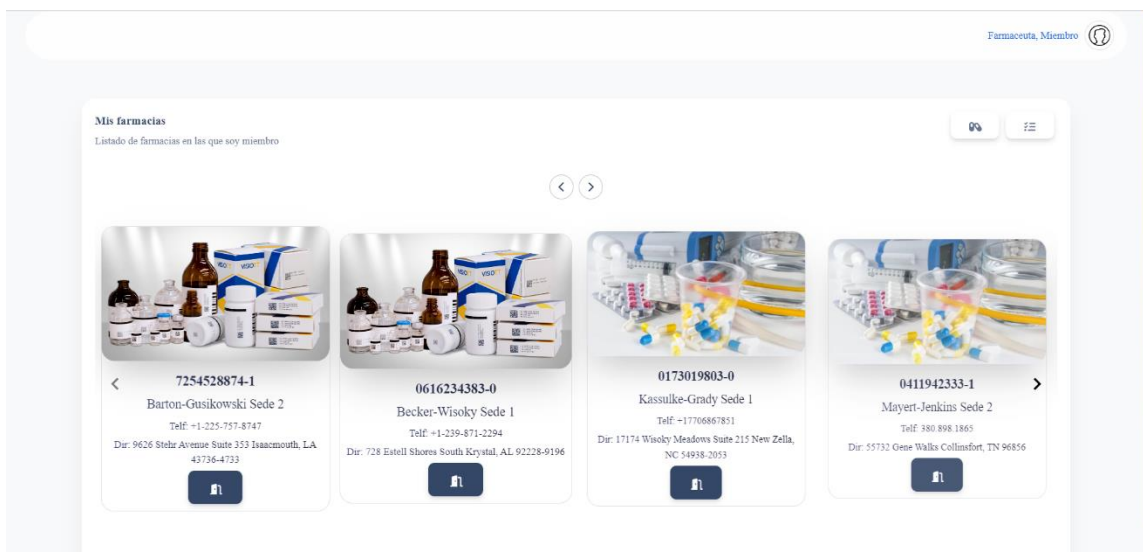 Farmaceuta, Miembro
Mis farmacias
Listado de farmacias en las que soy miembro
7254528874-1
Barton-Gusikowski Sede 2
Telf: +1-225-757-8747
Dir: 9626 Stehr Avenue Suite 353 Isaacmouth, LA
43736-4733
0616234383-0
Becker-Wisoky Sede 1
Telf: +1-239-871-2294
Dir: 728 Estell Shores South Krystal, AL 92228-9196
0173019803-0
Kassulke-Grady Sede 1
Telf: +17706867851
Dir: 17174 Wisoky Meadows Suite 215 New Zella,
NC 54938-2053
0411942333-1
Mayert-Jenkins Sede 2
Telf: 380.898.1865
Dir: 55732 Gene Walks Collinsfort, TN 96856